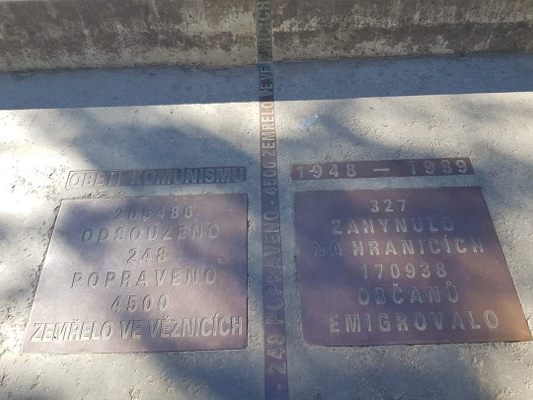 OBĚTI KOMUNISMU
205486
ODSOUZENO
248
POPRAVENO
4500
ZEMŘELO VE VĚZNICÍCH
1948 – 1989
327
ZAHYNULO
NA HRANICÍCH
170938
OBČANŮ
EMIGROVALO
- 248 POPRAVENO - 4500 ZEMŘELO VE VĚZNICÍCH